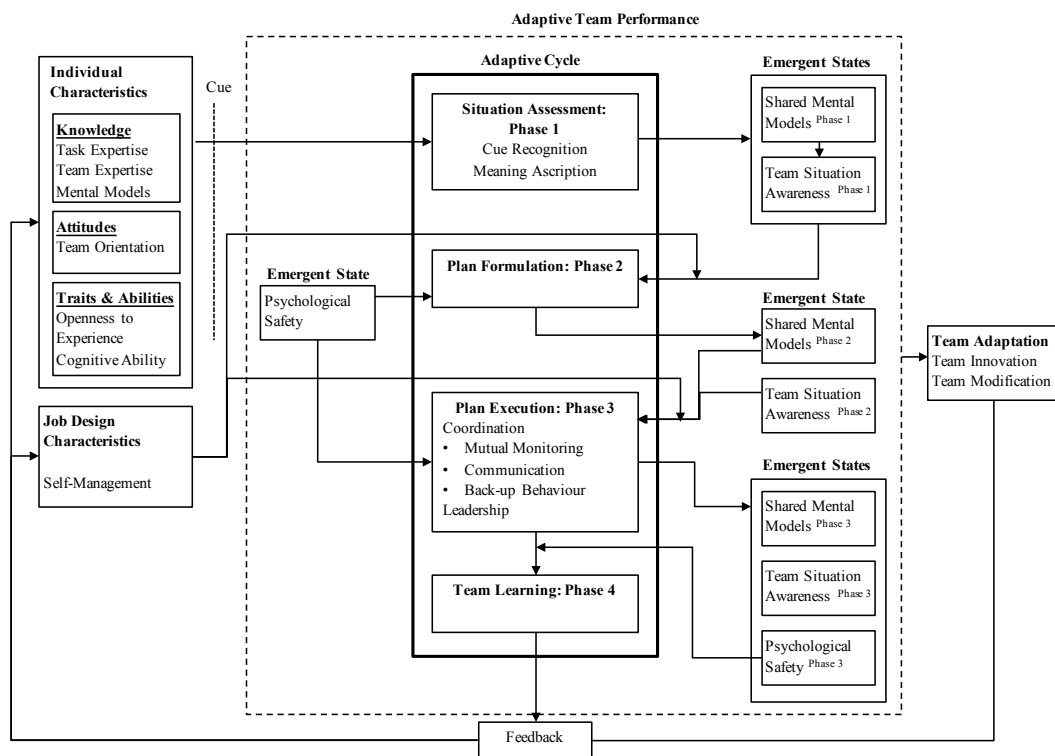 Adaptive Team Performance
Individual
Characteristics
Knowledge
Task Expertise
Team Expertise
Mental Models
Attitudes
Team Orientation
Traits & Abilities
Openness to
Experience
Cognitive Ability
Job Design
Characteristics
Self-Management
Cue
Emergent State
Psychological
Safety
Adaptive Cycle
Situation Assessment:
Phase 1
Cue Recognition
Meaning Ascription
Plan Formulation: Phase 2
Plan Execution: Phase 3
Coordination
• Mutual Monitoring
• Communication
• Back-up Behaviour
Leadership
Team Learning: Phase 4
Emergent States
Shared Mental
Models Phase 1
Team Situation
Awareness Phase 1
Emergent State
Shared Mental
Models Phase 2
Team Situation
Awareness Phase 2
Emergent States
Shared Mental
Models Phase 3
Team Situation
Awareness Phase 3
Psychological
Safety Phase 3
Team Adaptation
Team Innovation
Team Modification
Feedback